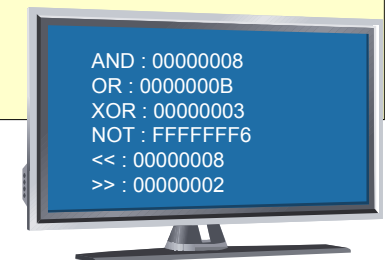 AND : 00000008
OR : 0000000B
XOR : 00000003
NOT : FFFFFFF6
<< : 00000008
>> : 00000002